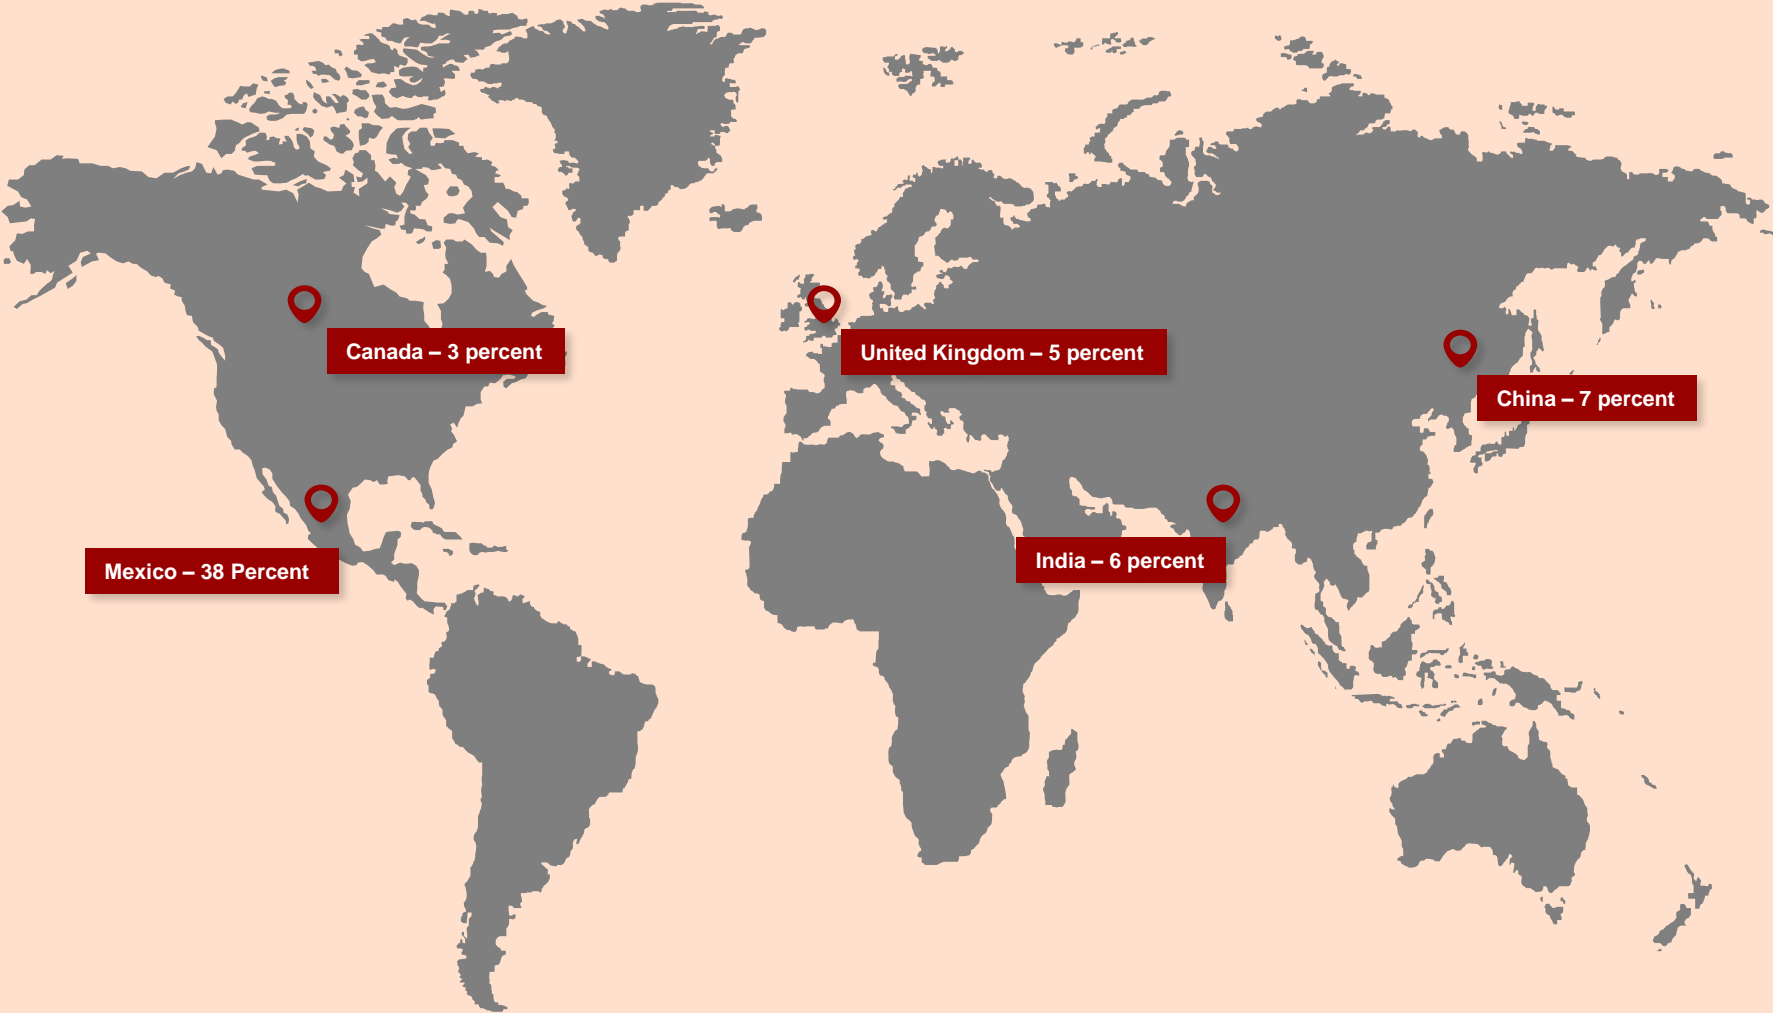 Canada – 3 percent
United Kingdom – 5 percent
China – 7 percent
India – 6 percent
Mexico – 38 Percent